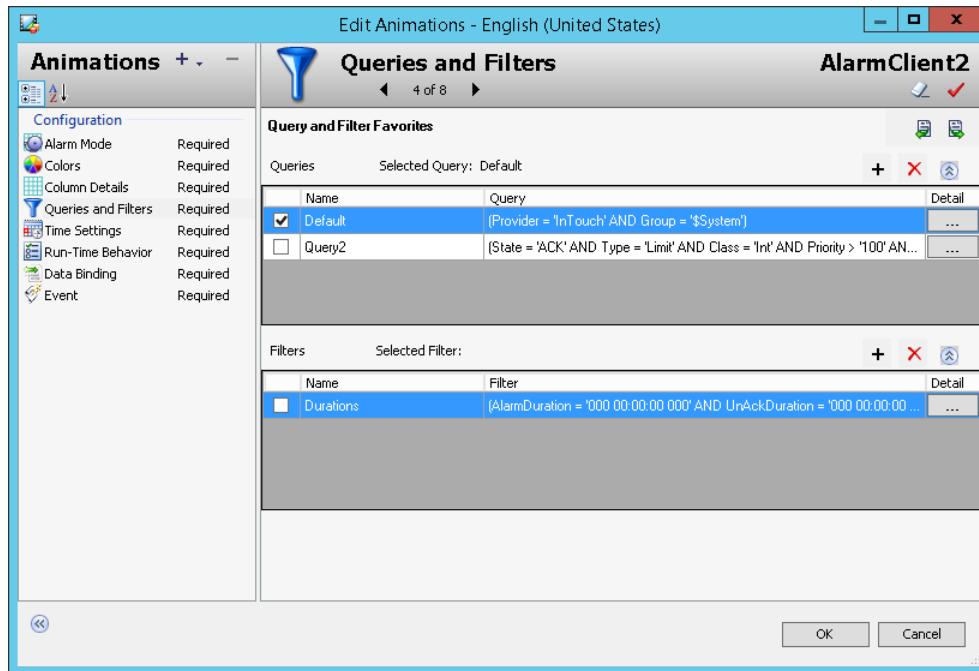 Edit Animations - English (United States)
Animations
Queries and Filters
AlarmClient2
4 of 8
Configuration
Alarm Mode Required
Colors Required
Column Details Required
Queries and Filters Required
Time Settings Required
Run-Time Behavior Required
Data Binding Required
Event Required
Query and Filter Favorites
Queries Selected Query: Default
Name Query Detail
Default (Provider = 'InTouch' AND Group = '$System') ...
Query2 (State = 'ACK' AND Type = 'Limit' AND Class = 'Int' AND Priority > '100' AN... ...
Filters Selected Filter:
Name Filter Detail
Durations (AlarmDuration = '000 00:00:00 000' AND UnAckDuration = '000 00:00:00 ... ...
OK Cancel